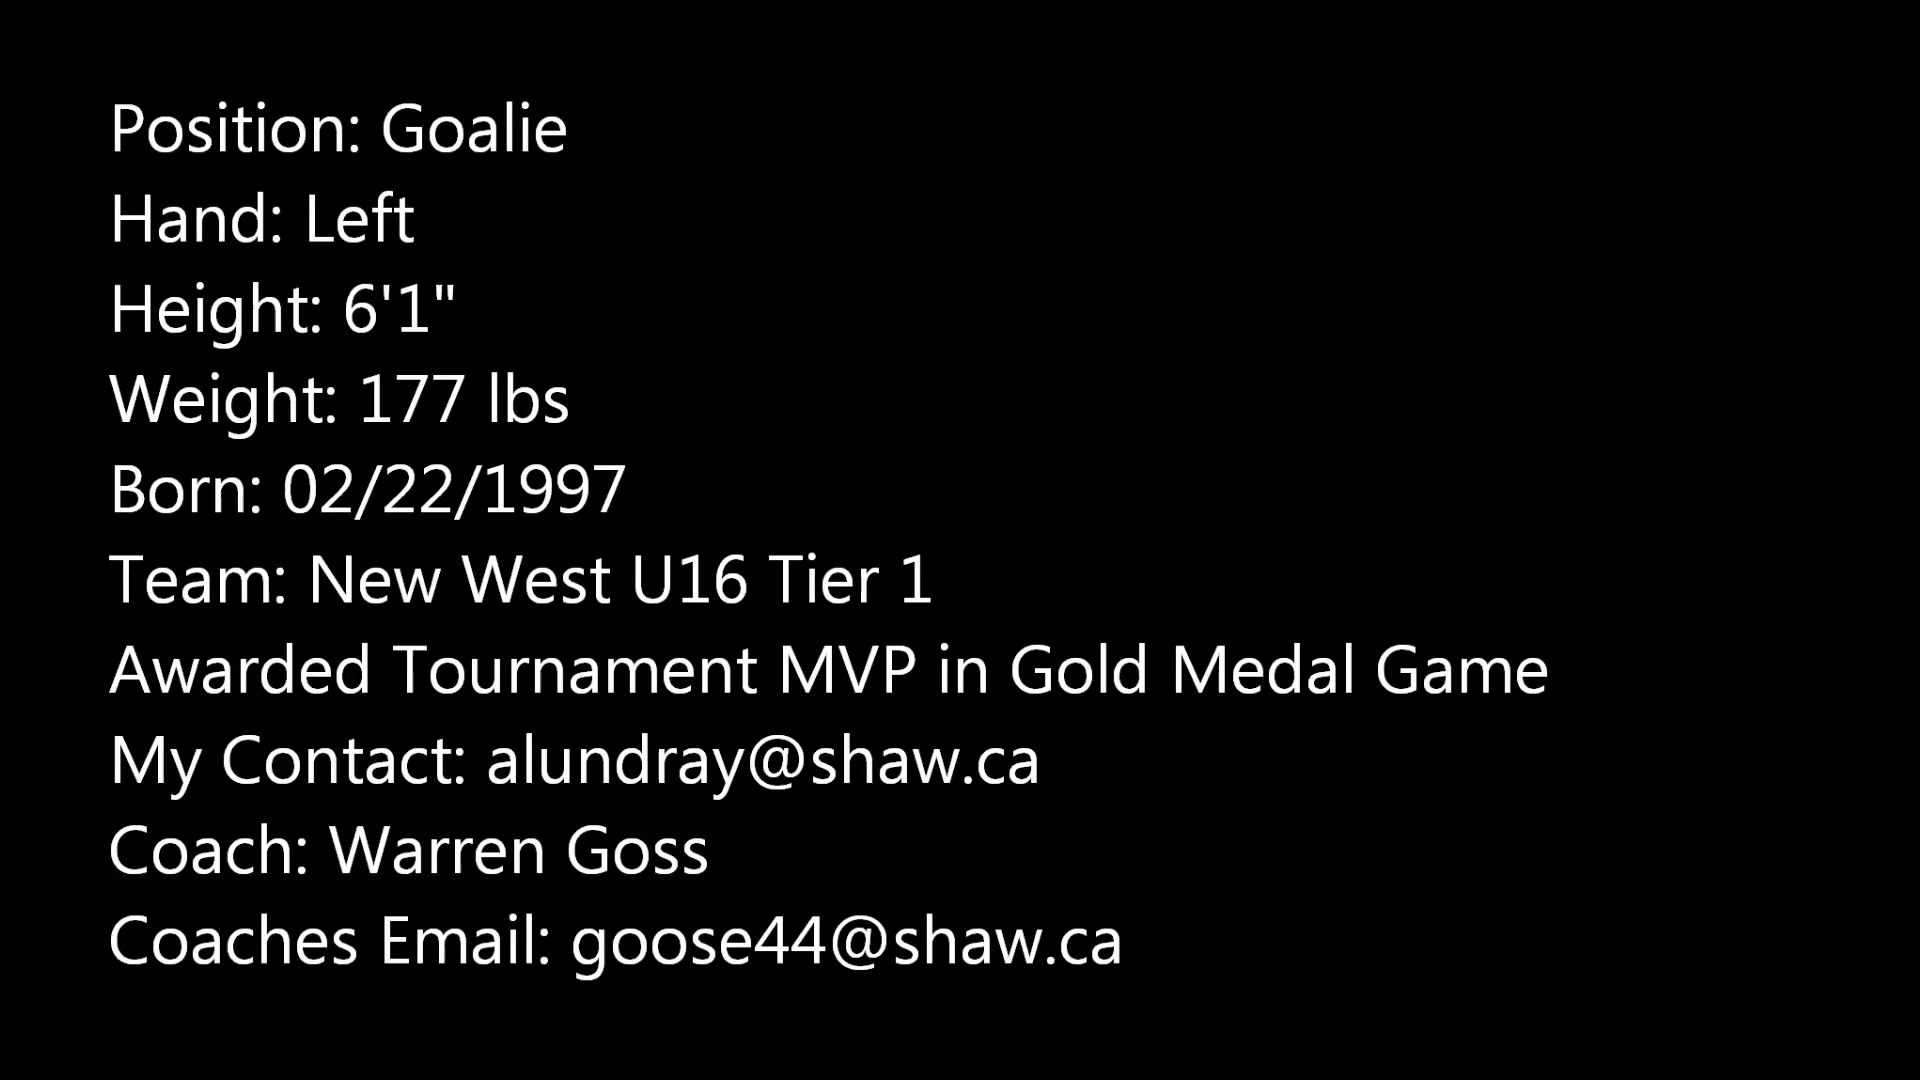 Position: Goalie
Hand: Left
Height: 6'1"
Weight: 177 lbs
Born: 02/22/1997
Team: New West U16 Tier 1
Awarded Tournament MVP in Gold Medal Game
My Contact: alundray@shaw.ca
Coach: Warren Goss
Coaches Email: goose44@shaw.ca